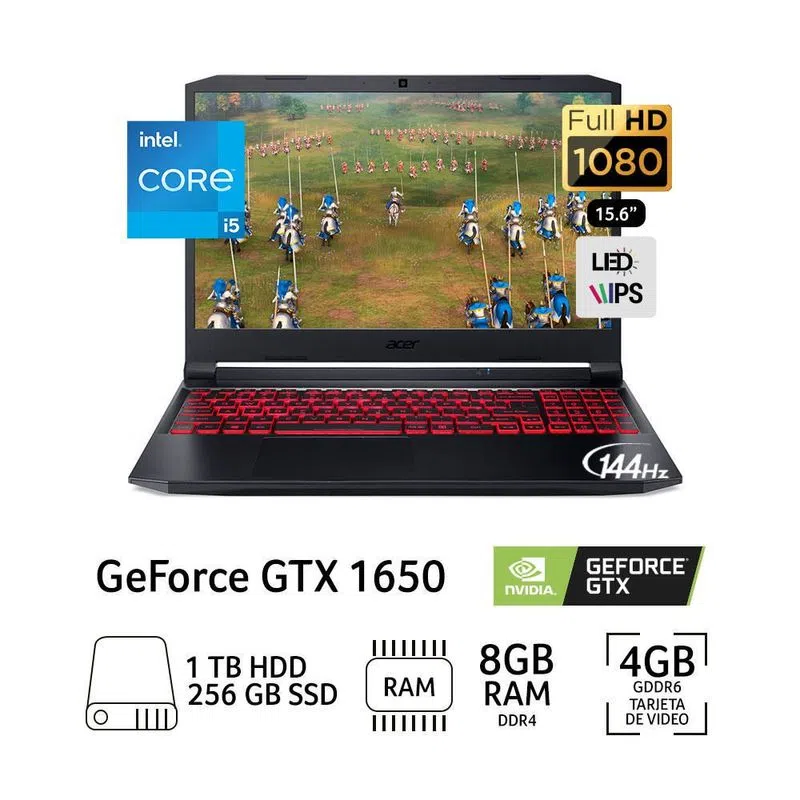 intel.
CORE
i5
Full HD
1080
15.6”
LED
IPS
acer
144Hz
GeForce GTX 1650
NVIDIA.
GEFORCE
GTX
1 TB HDD
256 GB SSD
RAM
8GB
RAM
DDR4
4GB
GDDR6
TARJETA
DE VIDEO